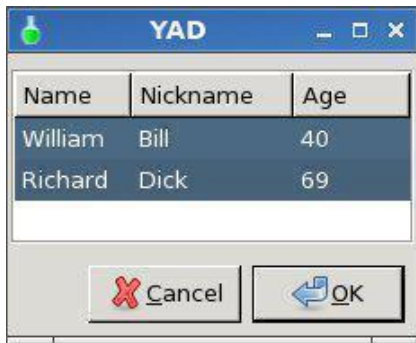 YAD
Name Nickname Age
William Bill 40
Richard Dick 69
Cancel OK